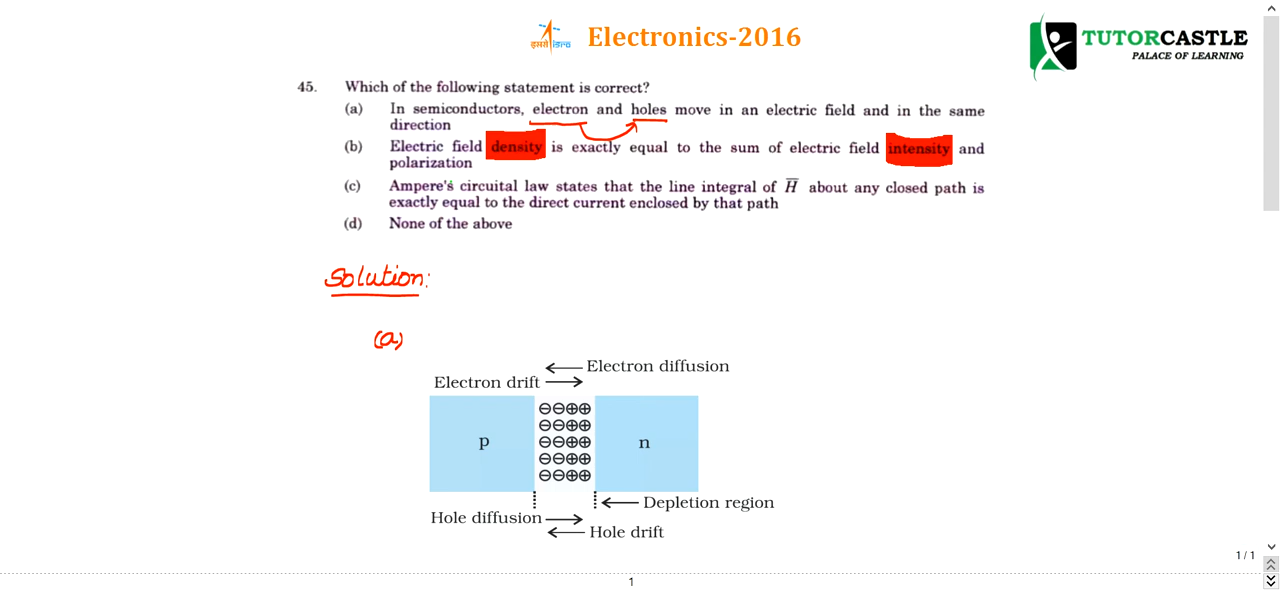 इसरो isro Electronics-2016
TUTORCASTLE
PALACE OF LEARNING
45. Which of the following statement is correct?
(a) In semiconductors, electron and holes move in an electric field and in the same
direction
(b) Electric field density is exactly equal to the sum of electric field intensity and
polarization
(c) Ampere's circuital law states that the line integral of H̅ about any closed path is
exactly equal to the direct current enclosed by that path
(d) None of the above
Solution:
(a)
Electron diffusion
Electron drift
⊖⊖⊕⊕
⊖⊖⊕⊕
p ⊖⊖⊕⊕ n
⊖⊖⊕⊕
⊖⊖⊕⊕
Depletion region
Hole diffusion
Hole drift
1 / 1
1